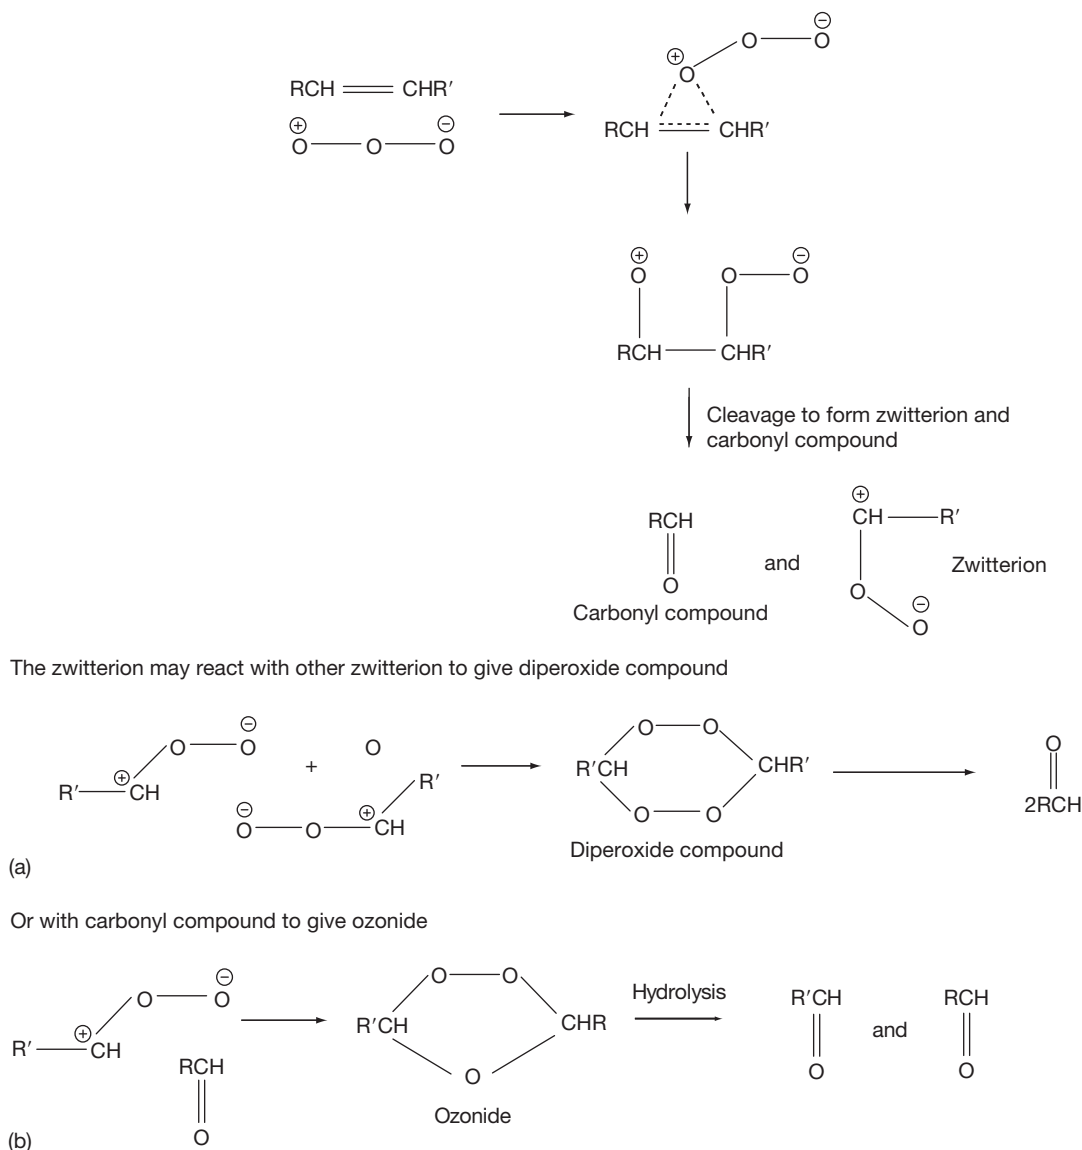 RCH CHR′
⊕ ⊖
O O O
⊖
O O
⊕
O
RCH CHR′
⊕ ⊖
O O O
RCH CHR′
Cleavage to form zwitterion and
carbonyl compound
⊕
RCH CH R′
and Zwitterion
O O ⊖
Carbonyl compound O
The zwitterion may react with other zwitterion to give diperoxide compound
⊖ O O
O O O O
+ R′CH CHR′
R′ ⊕ CH R′
⊖ ⊕ O O 2RCH
O O CH
Diperoxide compound
(a)
Or with carbonyl compound to give ozonide
⊖ O O
O O Hydrolysis R′CH RCH
⊕ R′CH CHR and
R′ CH O O
RCH O
Ozonide
O
(b)